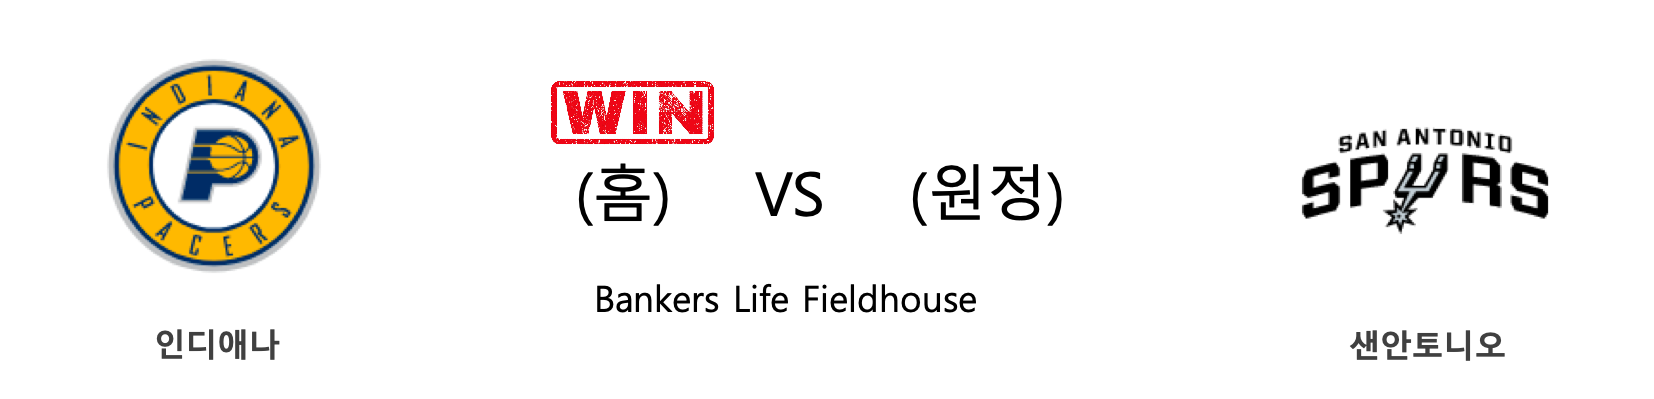 INDIANA
PACERS
인디애나
WIN
(홈) VS (원정)
Bankers Life Fieldhouse
SAN ANTONIO
SPURS
샌안토니오